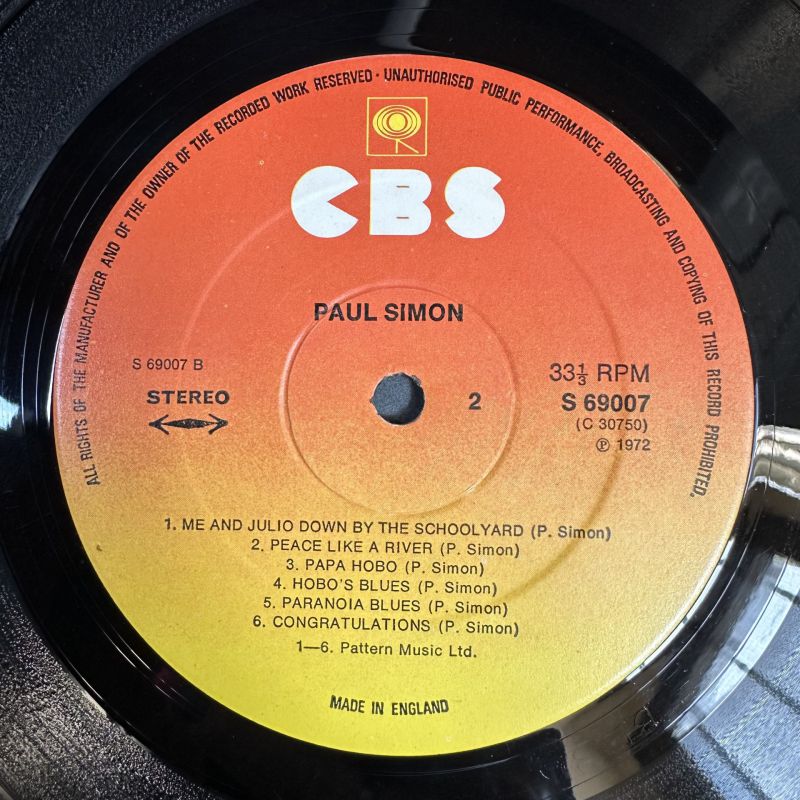 ALL RIGHTS OF THE MANUFACTURER AND OF THE OWNER OF THE RECORDED WORK RESERVED · UNAUTHORISED PUBLIC PERFORMANCE, BROADCASTING AND COPYING OF THIS RECORD PROHIBITED.
CBS
PAUL SIMON
S 69007 B
STEREO
2
33⅓ RPM
S 69007
(C 30750)
℗ 1972
1. ME AND JULIO DOWN BY THE SCHOOLYARD (P. Simon)
2. PEACE LIKE A RIVER (P. Simon)
3. PAPA HOBO (P. Simon)
4. HOBO'S BLUES (P. Simon)
5. PARANOIA BLUES (P. Simon)
6. CONGRATULATIONS (P. Simon)
1—6. Pattern Music Ltd.
MADE IN ENGLAND